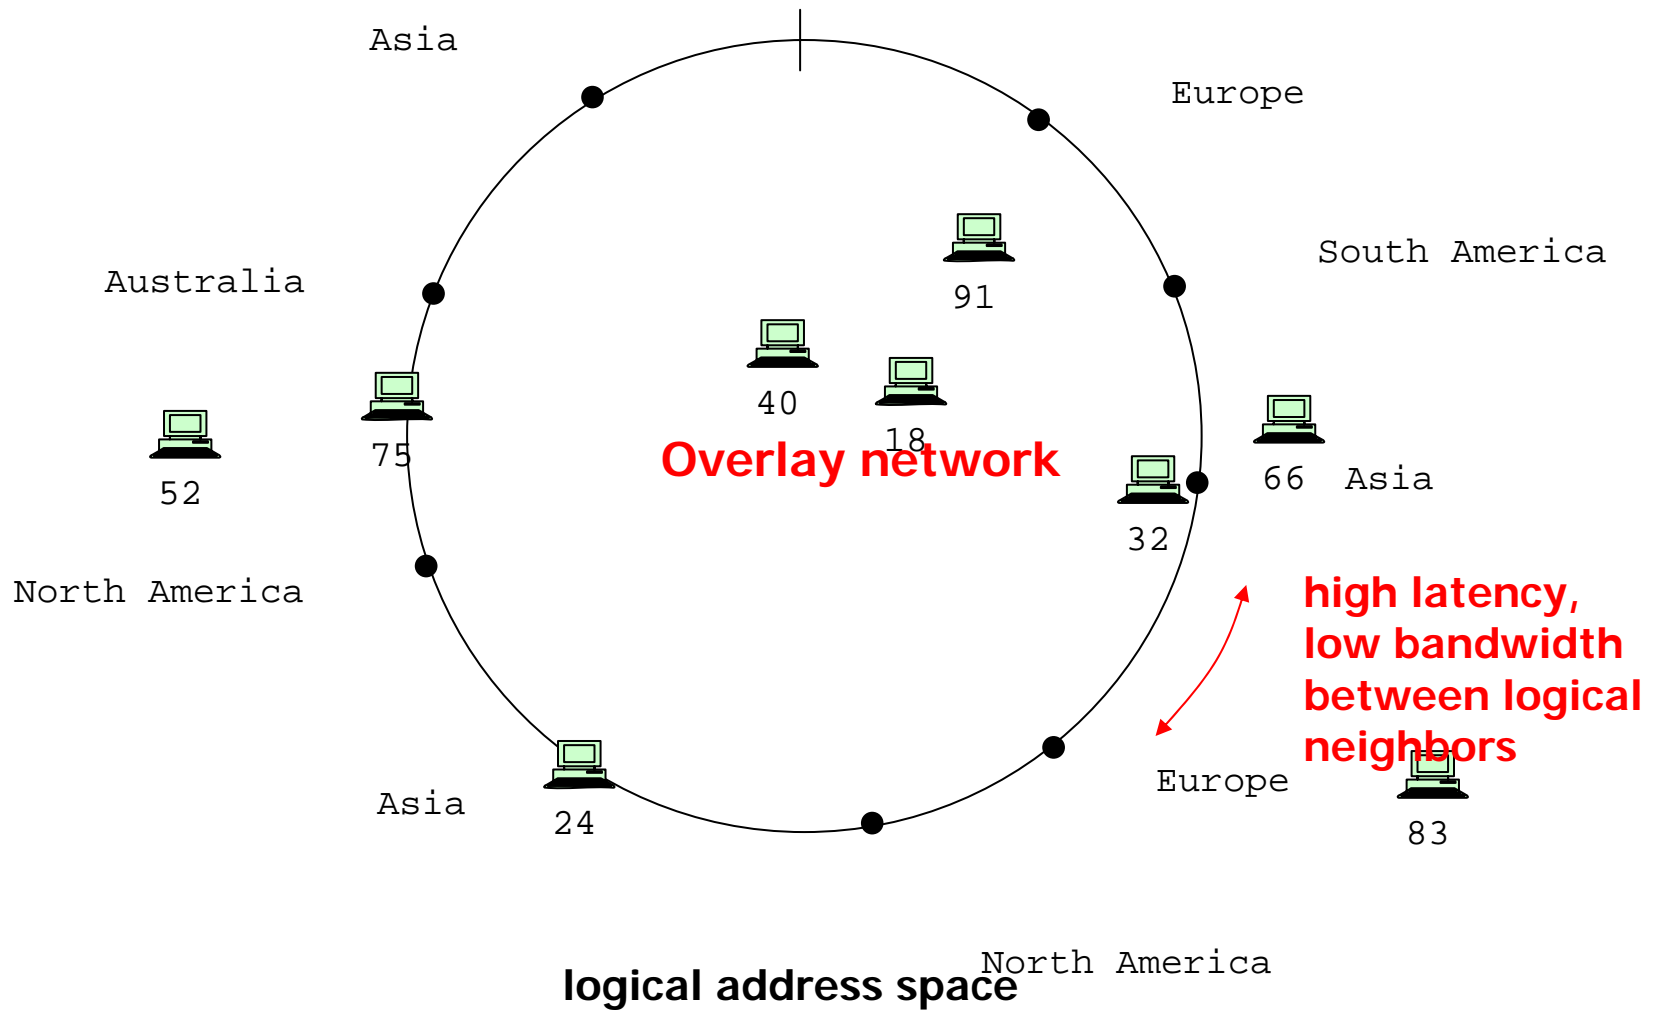 Asia
Europe
South America
Australia
91
40
18
75
Overlay network
52
66
Asia
32
North America
high latency,
low bandwidth
between logical
neighbors
Europe
Asia
24
83
North America
logical address space